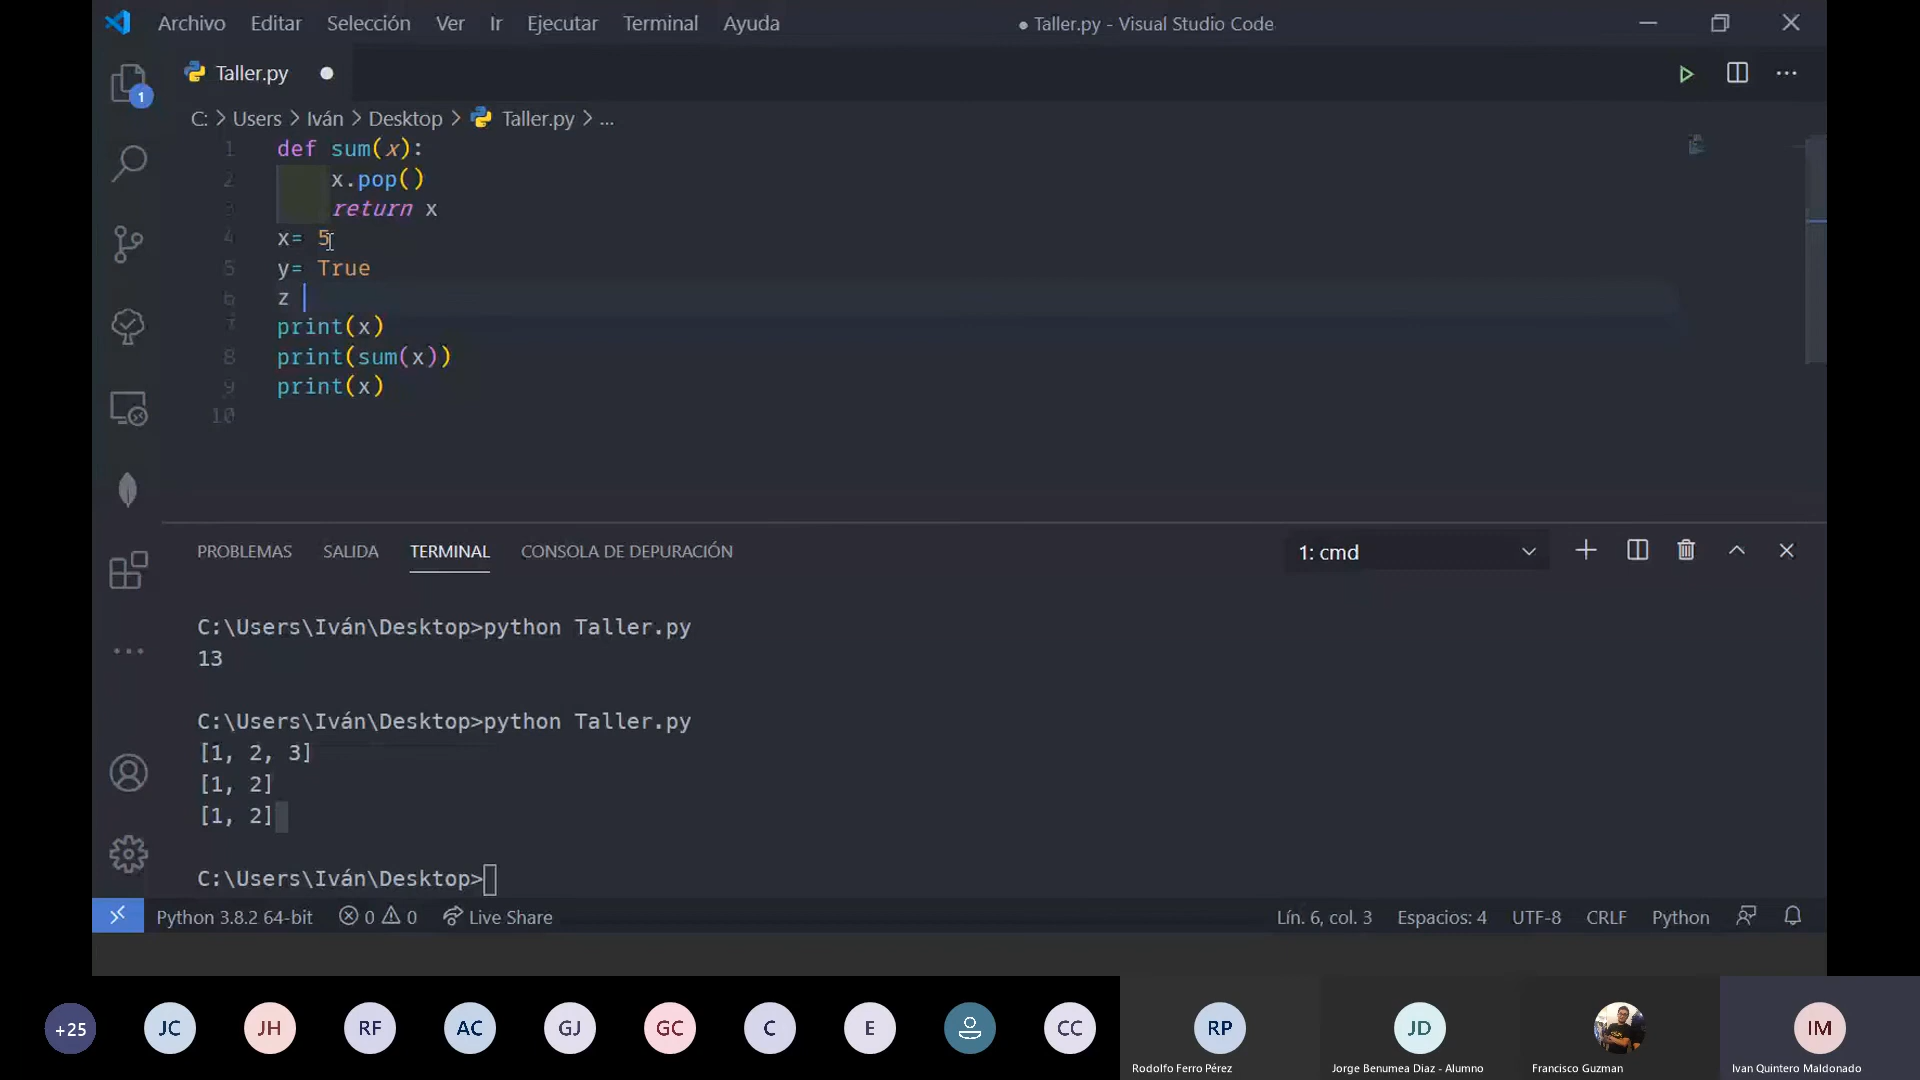 Archivo Editar Selección Ver Ir Ejecutar Terminal Ayuda ● Taller.py - Visual Studio Code
1
Taller.py
C: > Users > Iván > Desktop > Taller.py > ...
1 def sum(x):
2 x.pop()
3 return x
4 x= 5
5 y= True
6 z
7 print(x)
8 print(sum(x))
9 print(x)
10
PROBLEMAS SALIDA TERMINAL CONSOLA DE DEPURACIÓN 1: cmd
C:\Users\Iván\Desktop>python Taller.py
13
C:\Users\Iván\Desktop>python Taller.py
[1, 2, 3]
[1, 2]
[1, 2]
C:\Users\Iván\Desktop>
Python 3.8.2 64-bit 0 0 Live Share Lín. 6, col. 3 Espacios: 4 UTF-8 CRLF Python
+25 JC JH RF AC GJ GC C E CC RP JD IM
Rodolfo Ferro Pérez Jorge Benumea Diaz - Alumno Francisco Guzman Ivan Quintero Maldonado